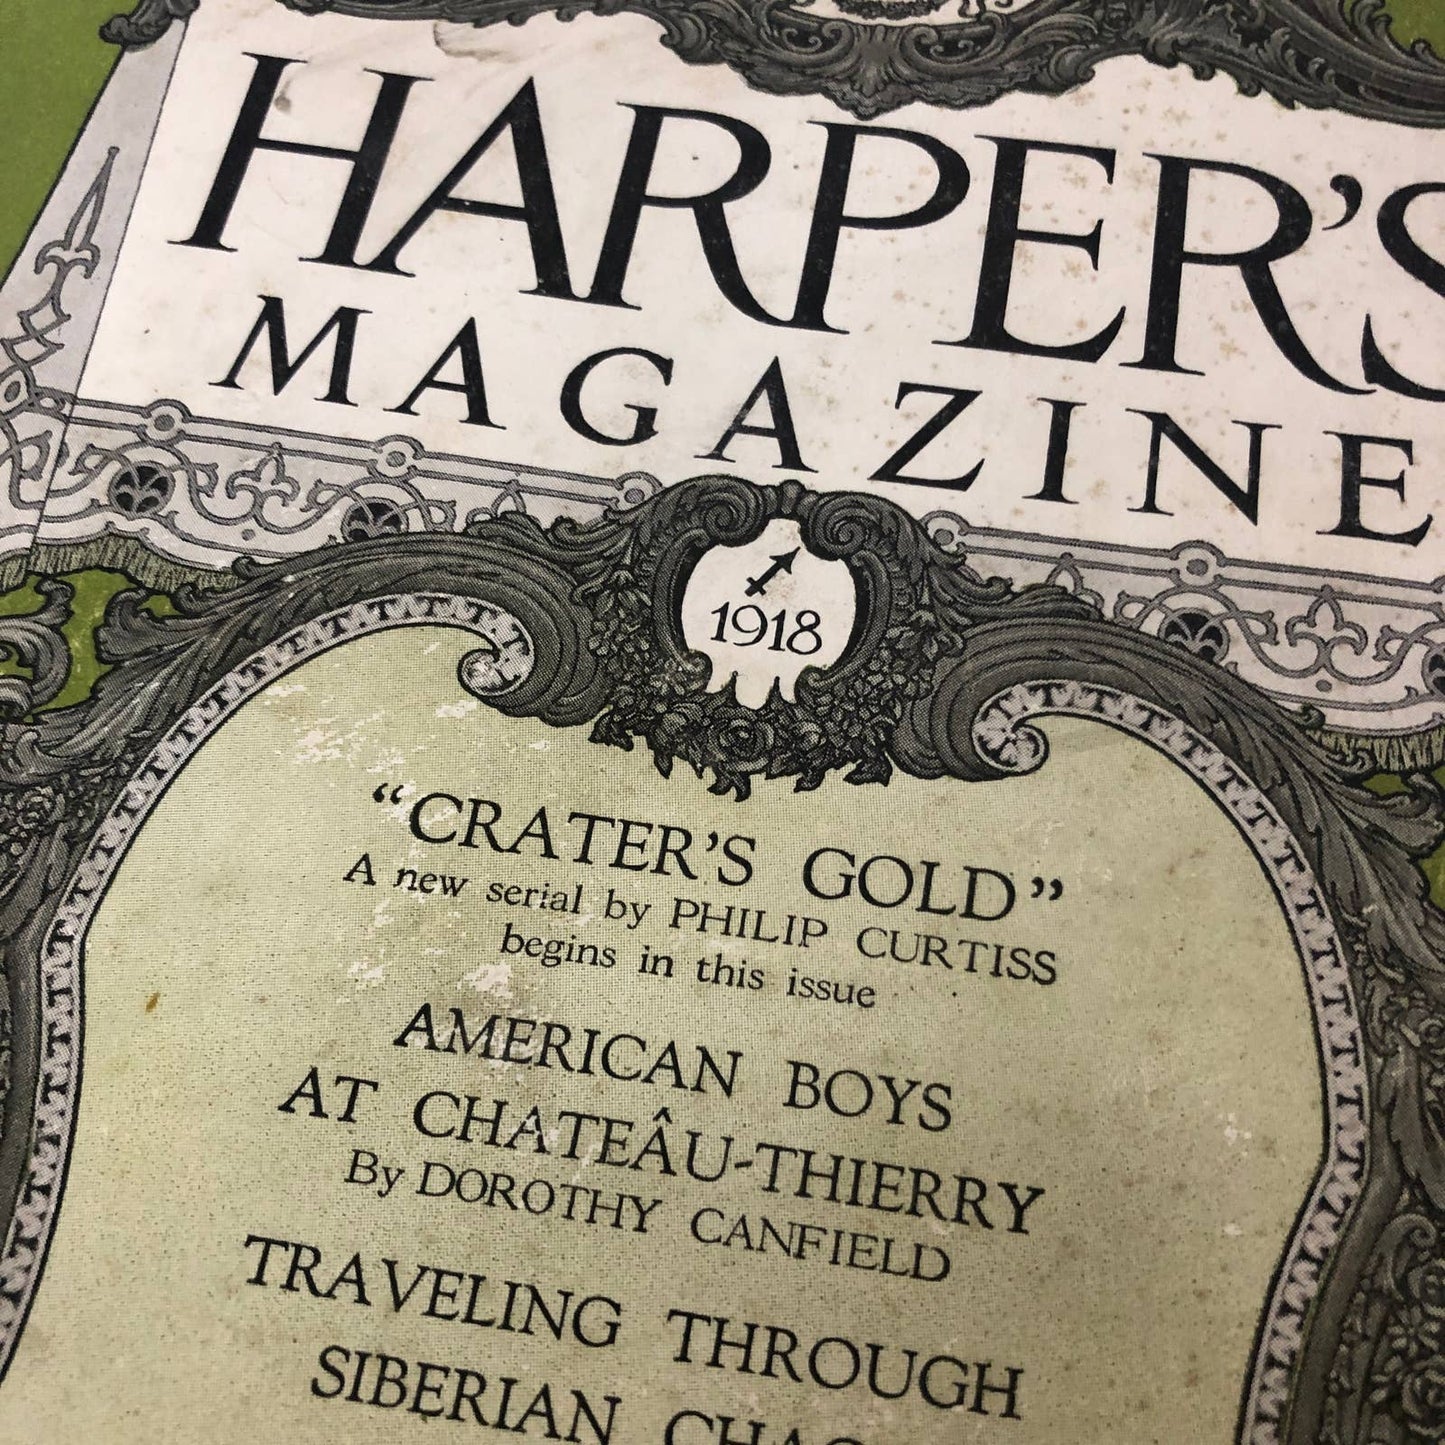 HARPER'S
MAGAZINE
1918
“CRATER'S GOLD”
A new serial by PHILIP CURTISS
begins in this issue
AMERICAN BOYS
AT CHATEÂU-THIERRY
By DOROTHY CANFIELD
TRAVELING THROUGH
SIBERIAN